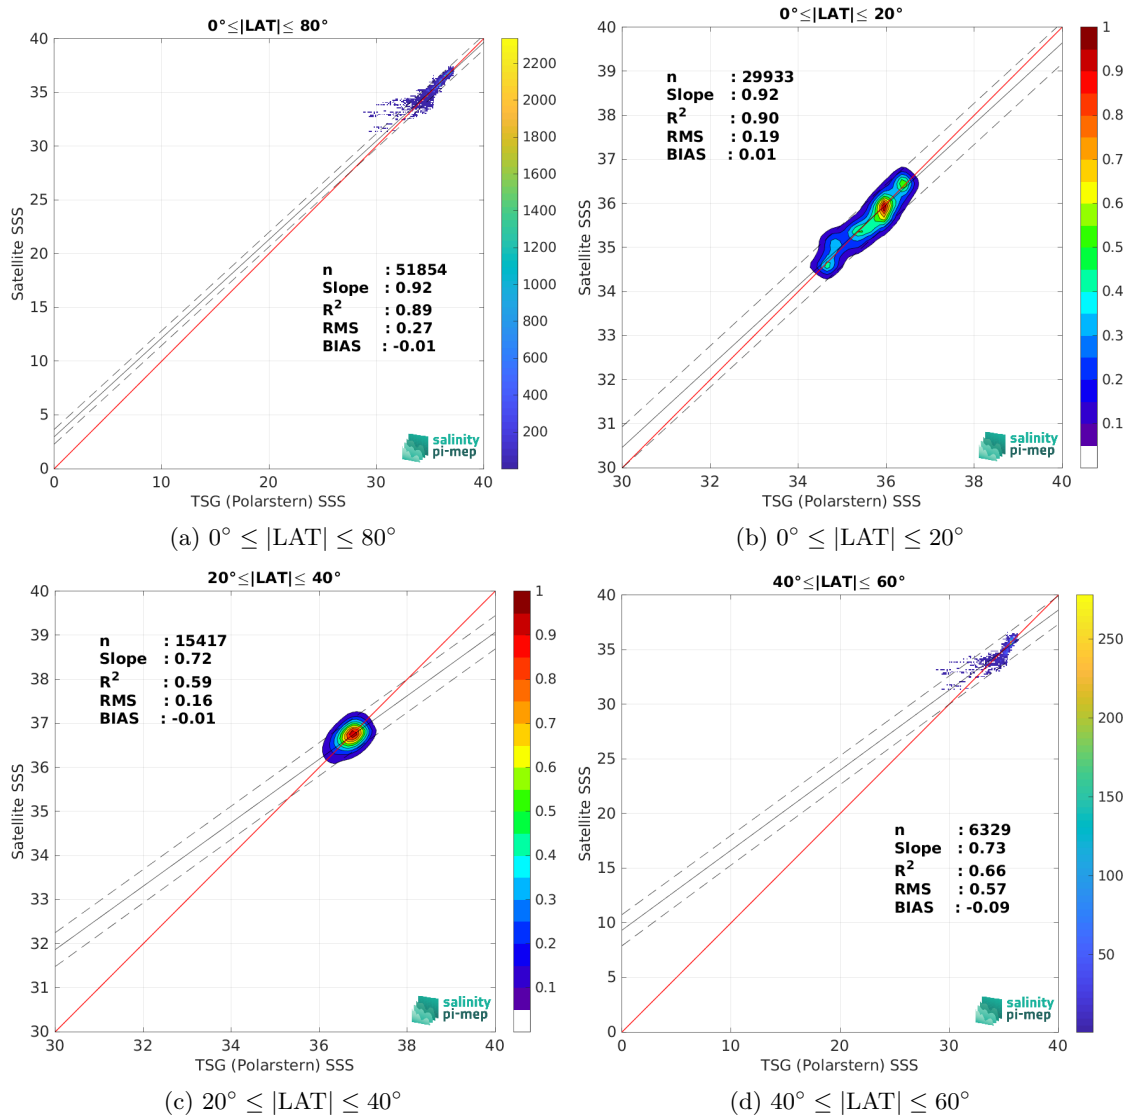 0°≤|LAT|≤ 80°
40
35
30
25
20
15
10
5
0
Satellite SSS
n : 51854
Slope : 0.92
R² : 0.89
RMS : 0.27
BIAS : -0.01
salinity
pi-mep
0 10 20 30 40
TSG (Polarstern) SSS
2200
2000
1800
1600
1400
1200
1000
800
600
400
200
(a) 0° ≤ |LAT| ≤ 80°
0°≤|LAT|≤ 20°
40
39
38
37
36
35
34
33
32
31
30
Satellite SSS
n : 29933
Slope : 0.92
R² : 0.90
RMS : 0.19
BIAS : 0.01
salinity
pi-mep
30 32 34 36 38 40
TSG (Polarstern) SSS
1
0.9
0.8
0.7
0.6
0.5
0.4
0.3
0.2
0.1
(b) 0° ≤ |LAT| ≤ 20°
20°≤|LAT|≤ 40°
40
39
38
37
36
35
34
33
32
31
30
Satellite SSS
n : 15417
Slope : 0.72
R² : 0.59
RMS : 0.16
BIAS : -0.01
salinity
pi-mep
30 32 34 36 38 40
TSG (Polarstern) SSS
1
0.9
0.8
0.7
0.6
0.5
0.4
0.3
0.2
0.1
(c) 20° ≤ |LAT| ≤ 40°
40°≤|LAT|≤ 60°
40
35
30
25
20
15
10
5
0
Satellite SSS
n : 6329
Slope : 0.73
R² : 0.66
RMS : 0.57
BIAS : -0.09
salinity
pi-mep
0 10 20 30 40
TSG (Polarstern) SSS
250
200
150
100
50
(d) 40° ≤ |LAT| ≤ 60°